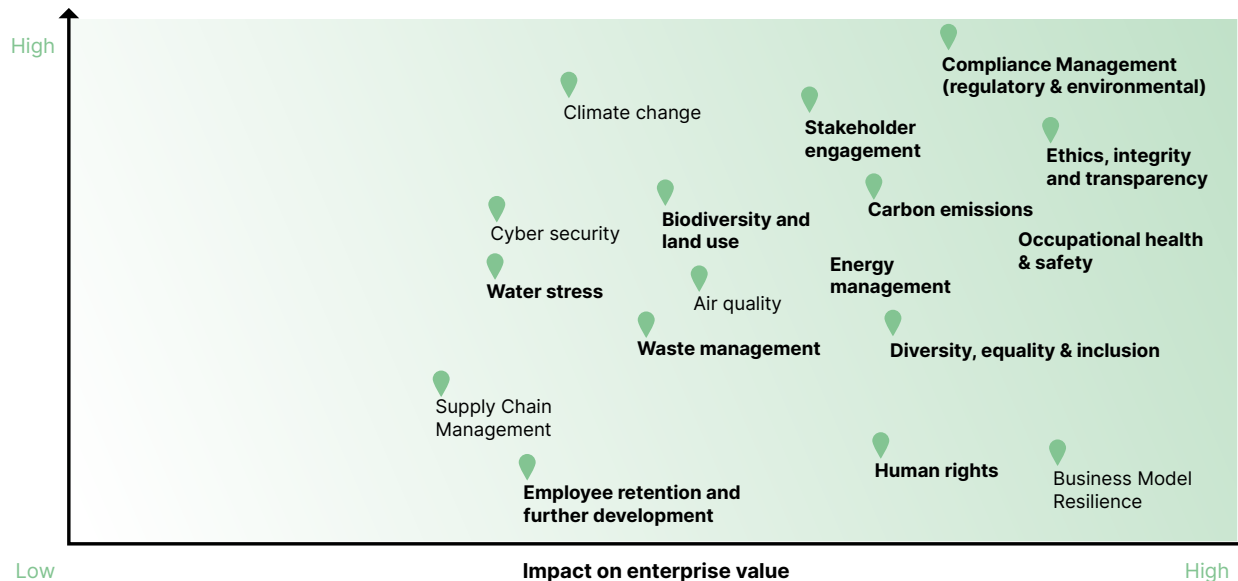 High
Compliance Management
(regulatory & environmental)
Climate change
Stakeholder
engagement
Ethics, integrity
and transparency
Carbon emissions
Biodiversity and
land use
Cyber security
Occupational health
& safety
Energy
management
Water stress
Air quality
Waste management
Diversity, equality & inclusion
Supply Chain
Management
Human rights
Business Model
Resilience
Employee retention and
further development
Low
Impact on enterprise value
High